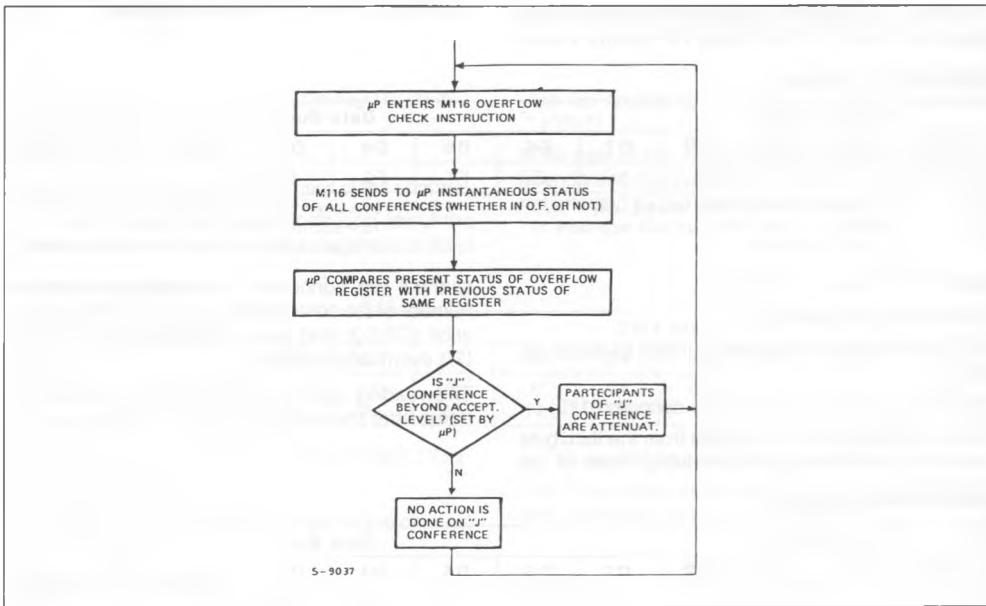 μP ENTERS M116 OVERFLOW
CHECK INSTRUCTION
M116 SENDS TO μP INSTANTANEOUS STATUS
OF ALL CONFERENCES (WHETHER IN O.F. OR NOT)
μP COMPARES PRESENT STATUS OF OVERFLOW
REGISTER WITH PREVIOUS STATUS OF
SAME REGISTER
IS "J"
CONFERENCE
BEYOND ACCEPT.
LEVEL? (SET BY
μP)
Y
PARTECIPANTS
OF "J"
CONFERENCE
ARE ATTENUAT.
N
NO ACTION IS
DONE ON "J"
CONFERENCE
S-9037